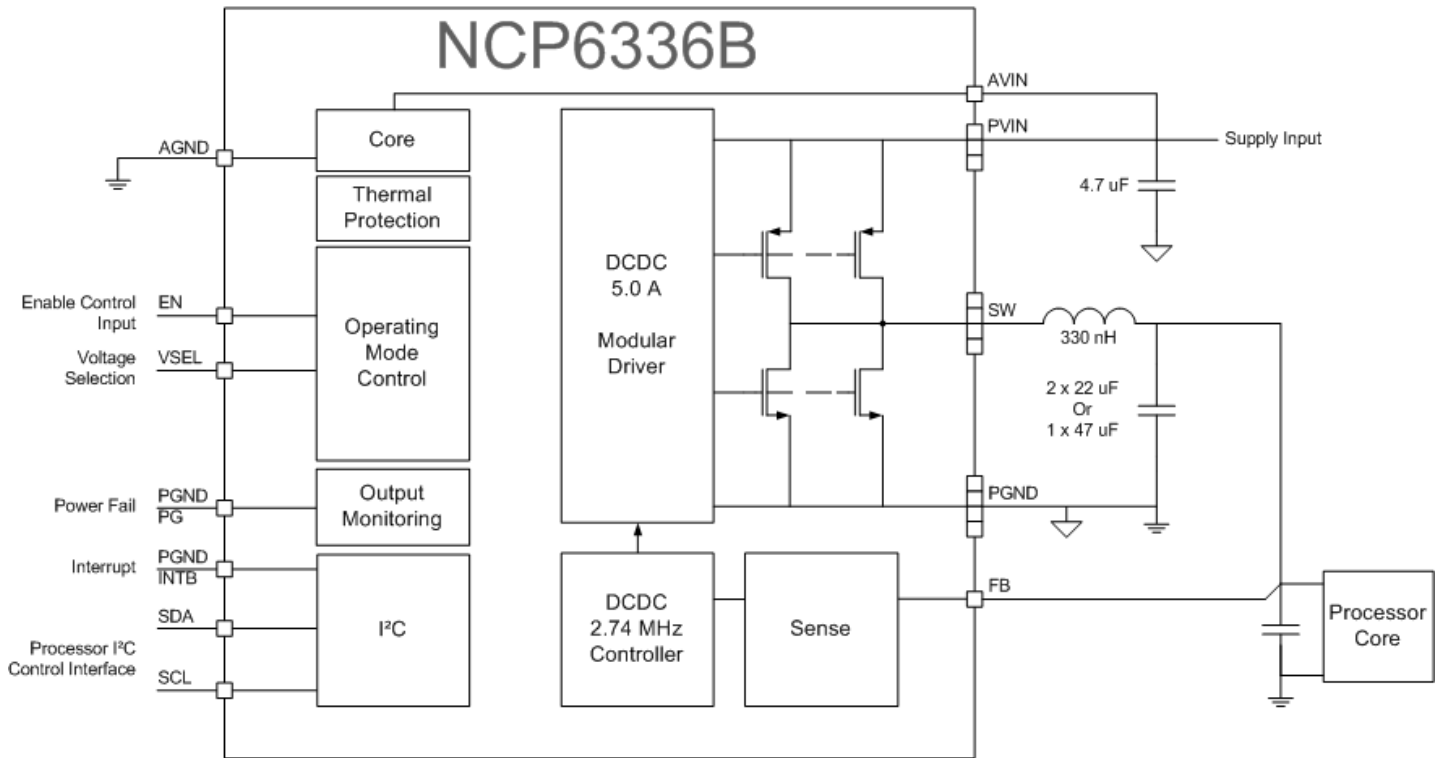 NCP6336B
AVIN
PVIN
Supply Input
4.7 uF
AGND
Core
Thermal
Protection
Enable Control
Input
EN
Voltage
Selection
VSEL
Operating
Mode
Control
DCDC
5.0 A
Modular
Driver
SW
330 nH
2 x 22 uF
Or
1 x 47 uF
Power Fail
PGND
PG
Output
Monitoring
PGND
Interrupt
PGND
INTB
SDA
Processor I²C
Control Interface
SCL
I²C
DCDC
2.74 MHz
Controller
Sense
FB
Processor
Core